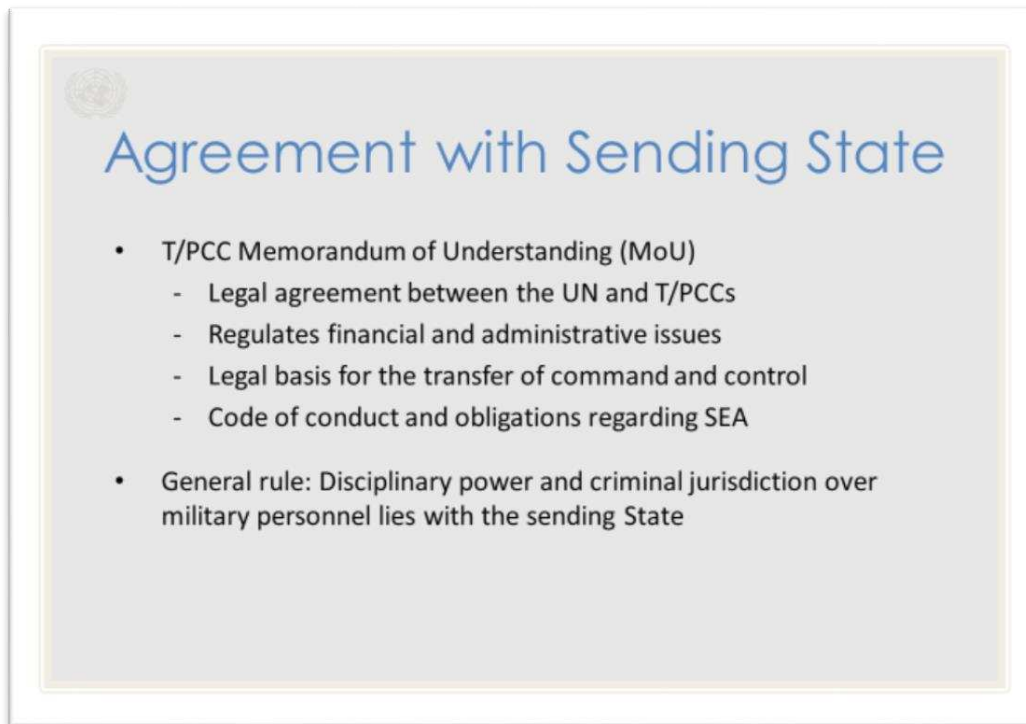 Agreement with Sending State
• T/PCC Memorandum of Understanding (MoU)
- Legal agreement between the UN and T/PCCs
- Regulates financial and administrative issues
- Legal basis for the transfer of command and control
- Code of conduct and obligations regarding SEA
• General rule: Disciplinary power and criminal jurisdiction over
military personnel lies with the sending State